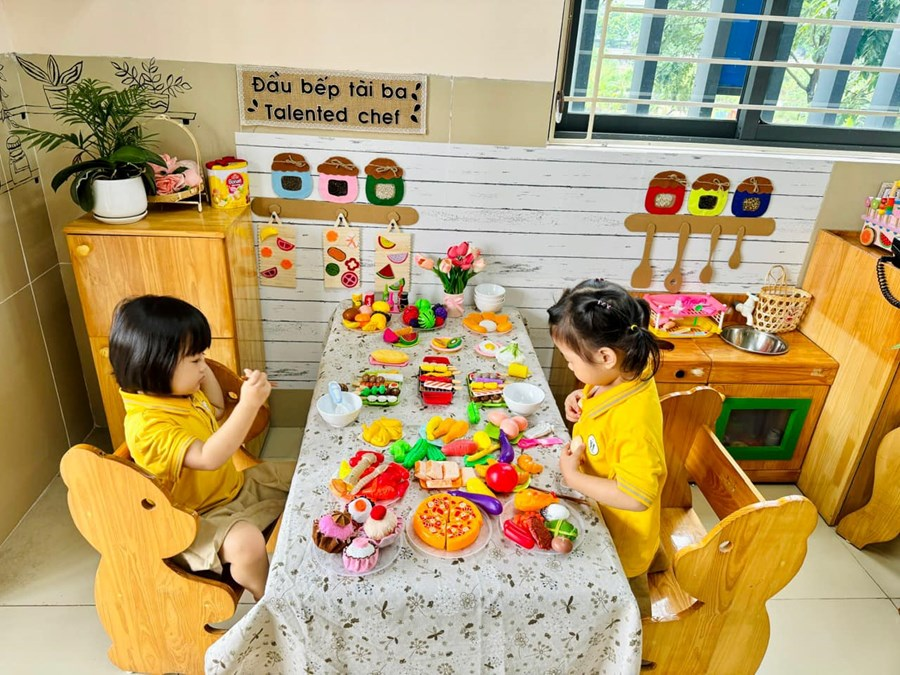 Đầu bếp tài ba
Talented chef